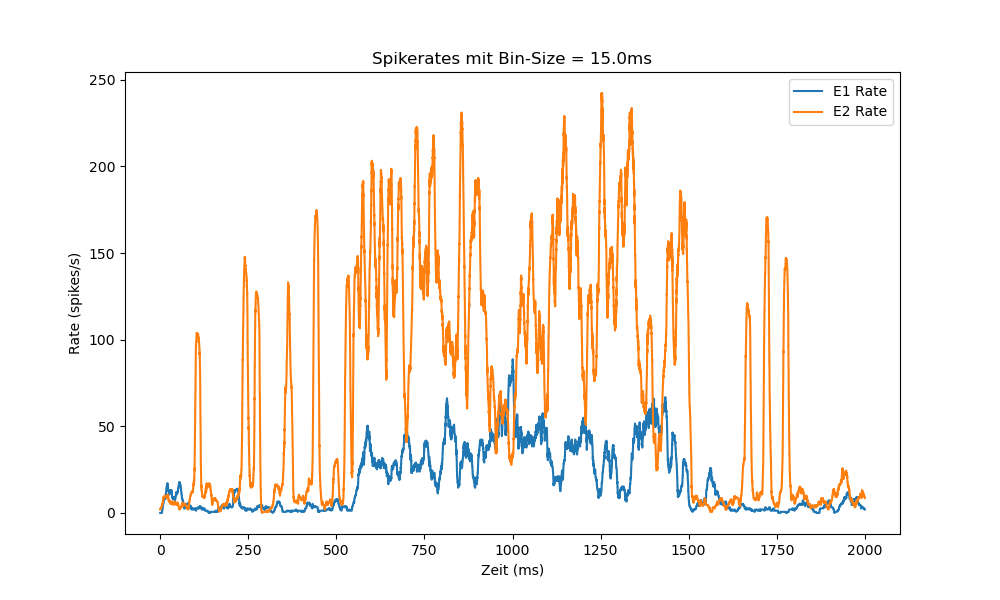 Spikerates mit Bin-Size = 15.0ms
E1 Rate
E2 Rate
Rate (spikes/s)
250
200
150
100
50
0
0 250 500 750 1000 1250 1500 1750 2000
Zeit (ms)